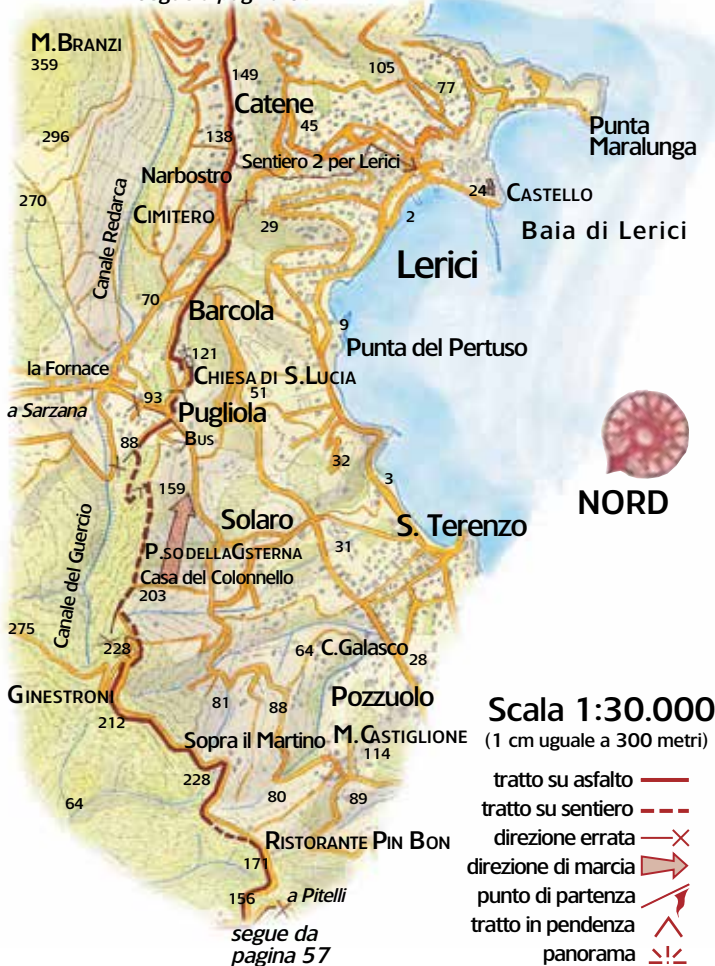 M.BRANZI
359
149
105
77
Catene
45
Punta
Maralunga
296
138
Sentiero 2 per Lerici
Narbostro
24
CASTELLO
270
CIMITERO
29
2
Baia di Lerici
Canale Redarca
Lerici
70
Barcola
9
121
Punta del Pertuso
la Fornace
CHIESA DI S.LUCIA
93
51
a Sarzana
Pugliola
BUS
88
32
3
NORD
159
Solaro
S. Terenzo
Canale del Guercio
31
P.SO DELLA CISTERNA
Casa del Colonnello
203
275
228
64
C.Galasco
28
GINESTRONI
81
88
Pozzuolo
212
Sopra il Martino
M.CASTIGLIONE
114
Scala 1:30.000
(1 cm uguale a 300 metri)
228
64
80
89
tratto su asfalto
tratto su sentiero
RISTORANTE PIN BON
direzione errata
171
direzione di marcia
156
a Pitelli
punto di partenza
segue da
pagina 57
tratto in pendenza
panorama